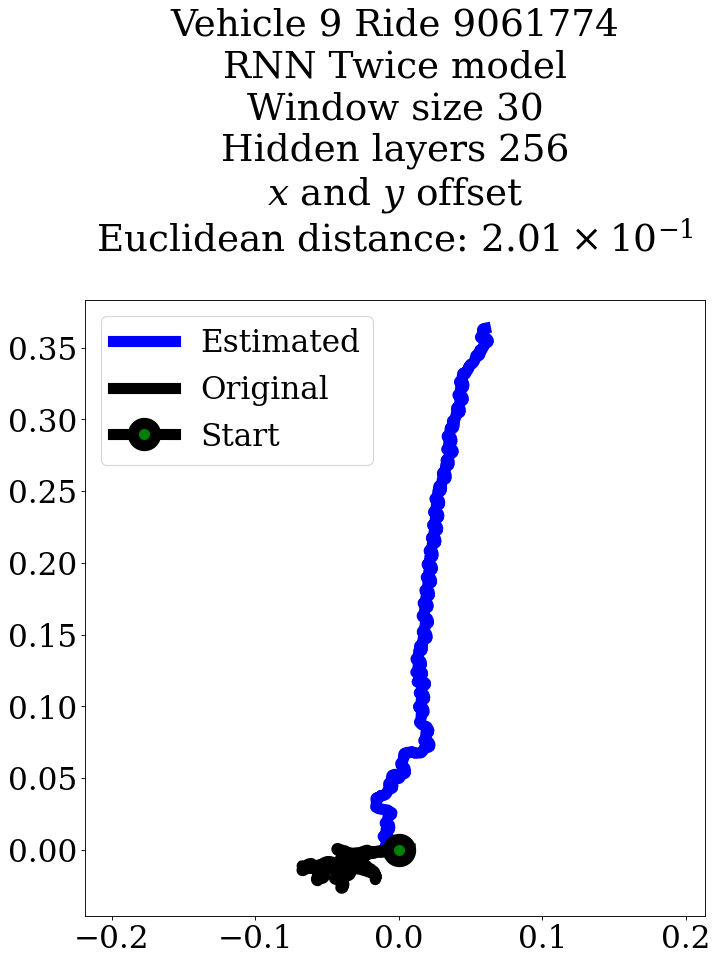 Vehicle 9 Ride 9061774
RNN Twice model
Window size 30
Hidden layers 256
x and y offset
Euclidean distance: 2.01 × 10⁻¹
Estimated
Original
Start
0.35
0.30
0.25
0.20
0.15
0.10
0.05
0.00
−0.2 −0.1 0.0 0.1 0.2